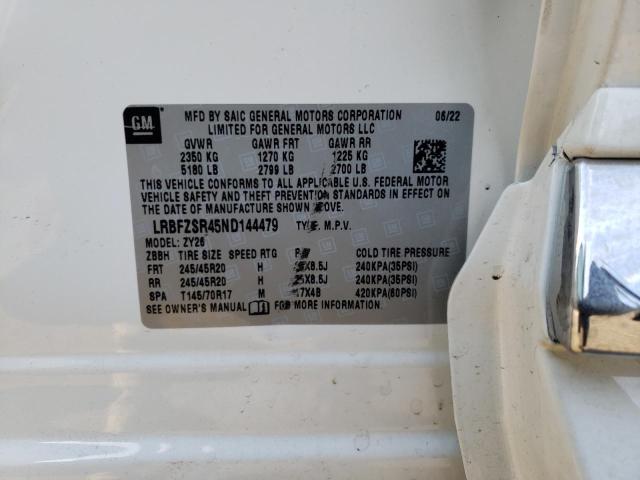 GM
MFD BY SAIC GENERAL MOTORS CORPORATION 06/22
LIMITED FOR GENERAL MOTORS LLC
GVWR GAWR FRT GAWR RR
2350 KG 1270 KG 1225 KG
5180 LB 2799 LB 2700 LB
THIS VEHICLE CONFORMS TO ALL APPLICABLE U.S. FEDERAL MOTOR
VEHICLE SAFETY AND THEFT PREVENTION STANDARDS IN EFFECT ON
THE DATE OF MANUFACTURE SHOWN ABOVE.
LRBFZSR45ND144479 TYPE: M.P.V.
MODEL: ZY26
ZBBH TIRE SIZE SPEED RTG COLD TIRE PRESSURE
FRT 245/45R20 H 240KPA(35PSI)
RR 245/45R20 H 240KPA(35PSI)
SPA T145/70R17 M 17X4B 420KPA(60PSI)
SEE OWNER'S MANUAL FOR MORE INFORMATION.